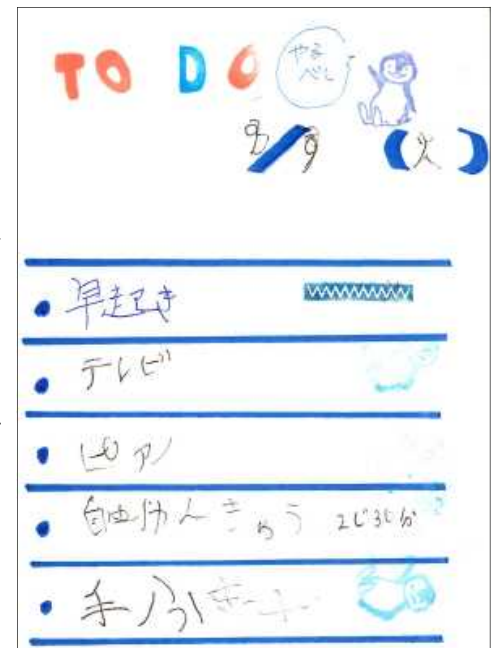 TO DO やるべし
8/9 (火)
• 早起き
• テレビ
• ピアノ
• 自由けんきゅう 2じ30分